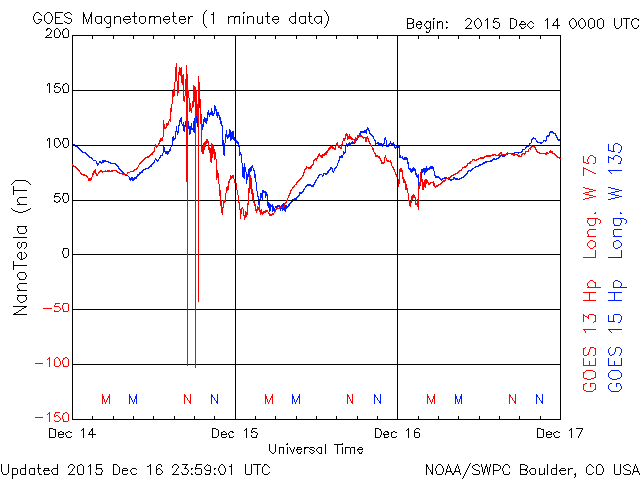 GOES Magnetometer (1 minute data)
Begin: 2015 Dec 14 0000 UTC
200
150
100
50
0
-50
-100
-150
NanoTesla (nT)
M M N N M M N N M M N N
Dec 14 Dec 15 Dec 16 Dec 17
Universal Time
GOES 13 Hp Long. W 75
GOES 15 Hp Long. W 135
Updated 2015 Dec 16 23:59:01 UTC
NOAA/SWPC Boulder, CO USA